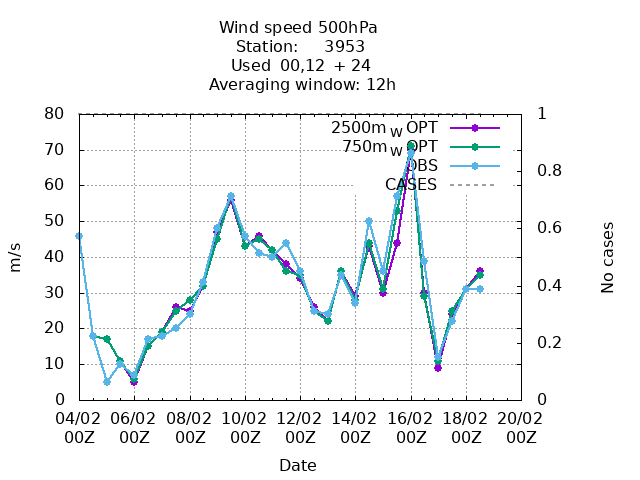 Wind speed 500hPa
Station: 3953
Used 00,12 + 24
Averaging window: 12h
80 1
2500m W OPT
750m W OPT
OBS
CASES
70
60
50
40
30
20
10
0
0.8
0.6
0.4
0.2
0
m/s
No cases
04/02 06/02 08/02 10/02 12/02 14/02 16/02 18/02 20/02
00Z 00Z 00Z 00Z 00Z 00Z 00Z 00Z 00Z
Date